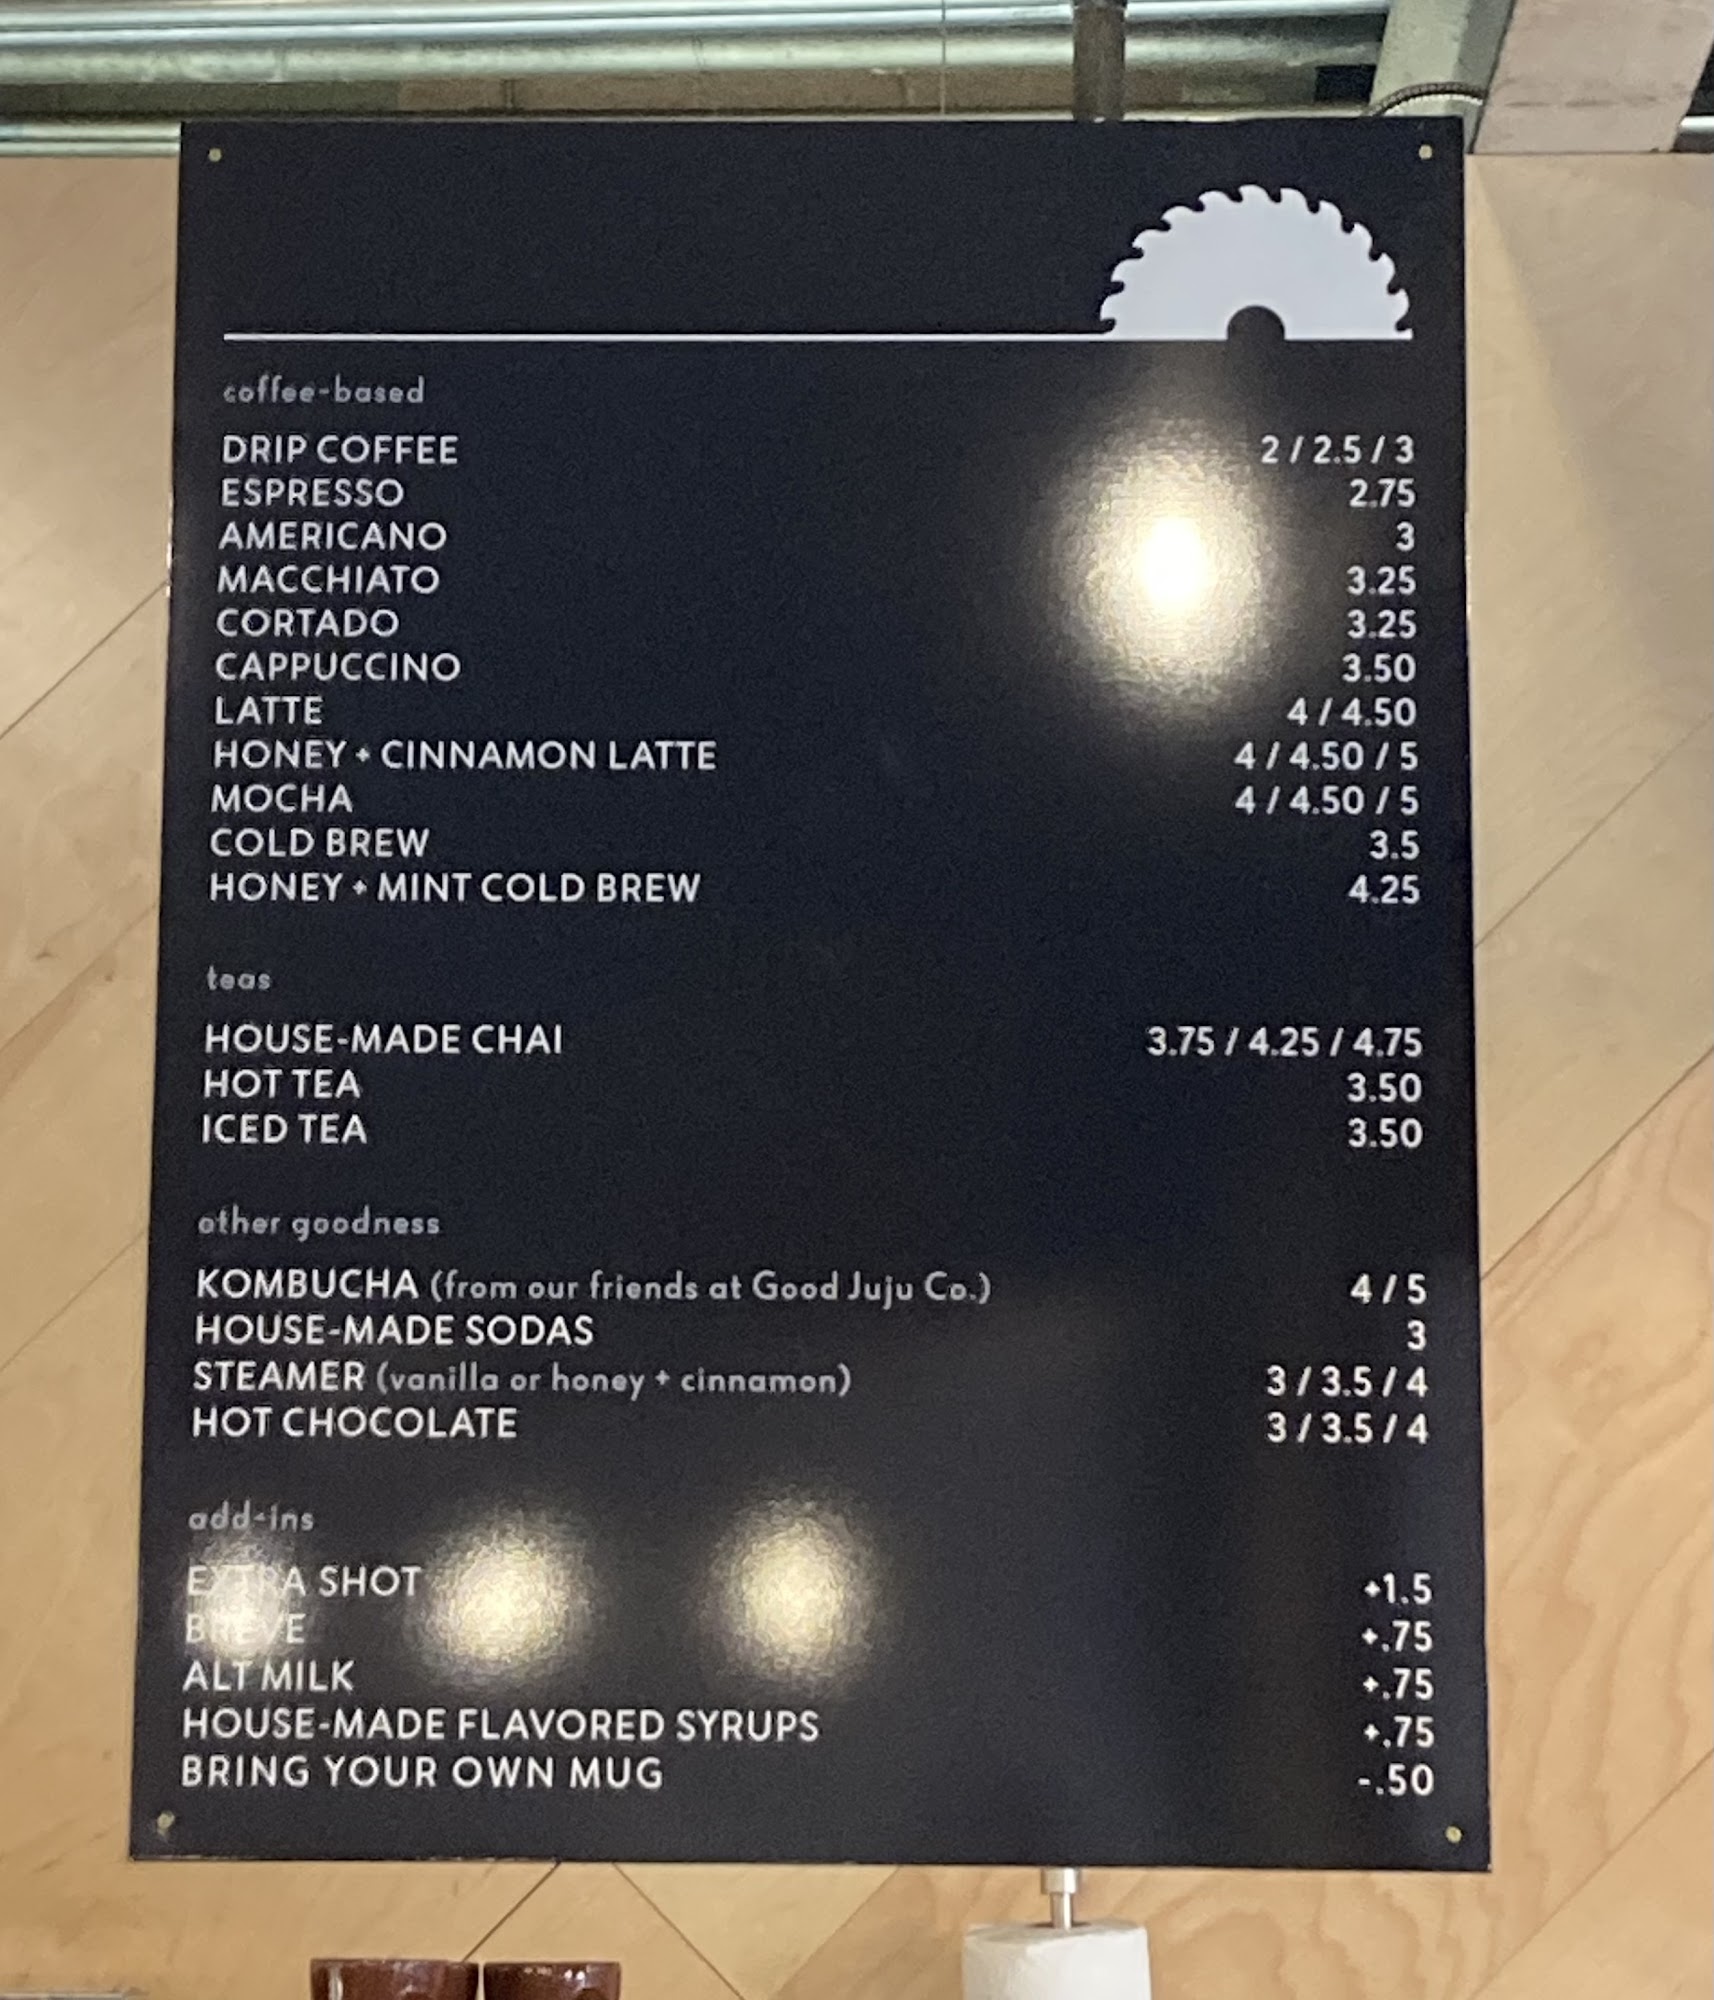 coffee-based
DRIP COFFEE 2 / 2.5 / 3
ESPRESSO 2.75
AMERICANO 3
MACCHIATO 3.25
CORTADO 3.25
CAPPUCCINO 3.50
LATTE 4 / 4.50
HONEY + CINNAMON LATTE 4 / 4.50 / 5
MOCHA 4 / 4.50 / 5
COLD BREW 3.5
HONEY + MINT COLD BREW 4.25
teas
HOUSE-MADE CHAI 3.75 / 4.25 / 4.75
HOT TEA 3.50
ICED TEA 3.50
other goodness
KOMBUCHA (from our friends at Good Juju Co.) 4 / 5
HOUSE-MADE SODAS 3
STEAMER (vanilla or honey + cinnamon) 3 / 3.5 / 4
HOT CHOCOLATE 3 / 3.5 / 4
add-ins
EXTRA SHOT +1.5
BREVE +.75
ALT MILK +.75
HOUSE-MADE FLAVORED SYRUPS +.75
BRING YOUR OWN MUG -.50